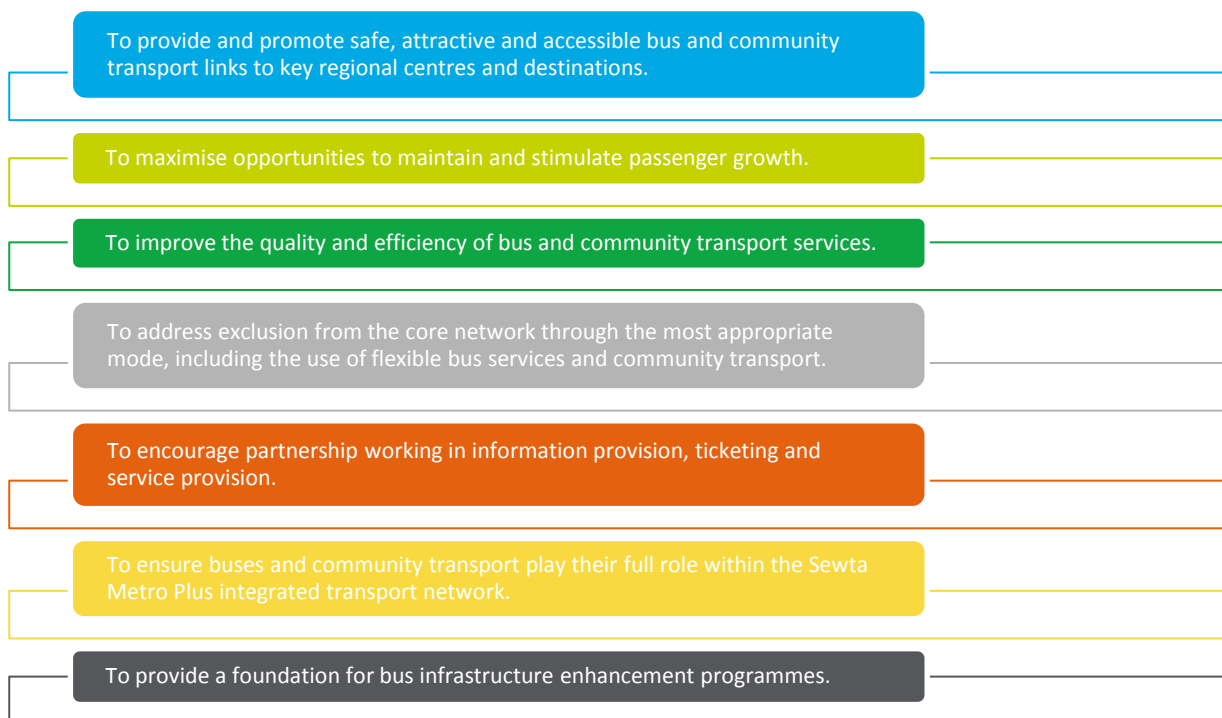 To provide and promote safe, attractive and accessible bus and community
transport links to key regional centres and destinations.
To maximise opportunities to maintain and stimulate passenger growth.
To improve the quality and efficiency of bus and community transport services.
To address exclusion from the core network through the most appropriate
mode, including the use of flexible bus services and community transport.
To encourage partnership working in information provision, ticketing and
service provision.
To ensure buses and community transport play their full role within the Sewta
Metro Plus integrated transport network.
To provide a foundation for bus infrastructure enhancement programmes.